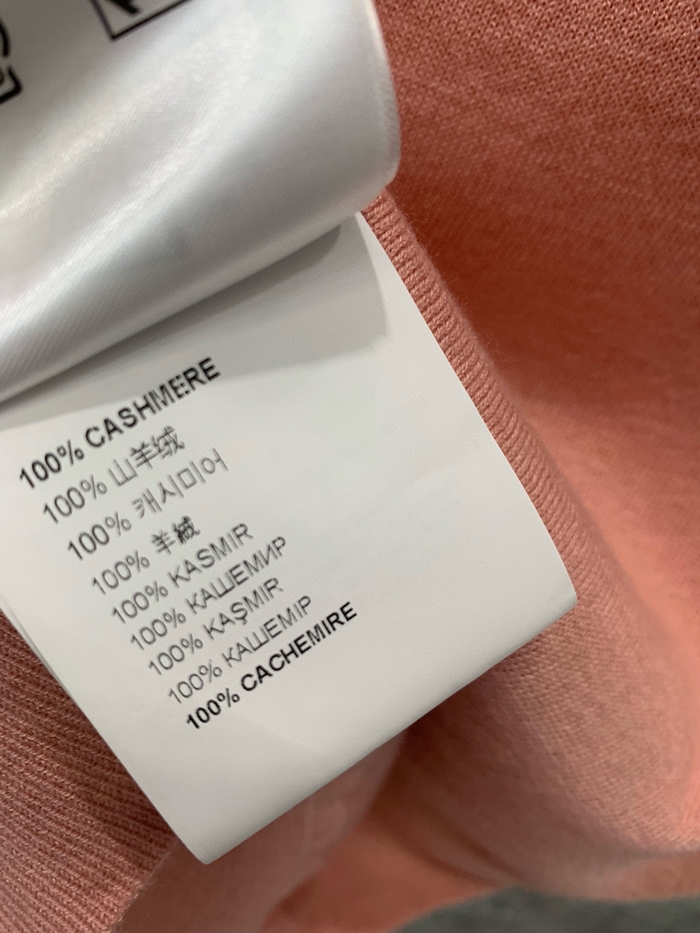 100% CASHMERE
100% 山羊绒
100% 캐시미어
100% 羊絨
100% KASMIR
100% КАШЕМИР
100% KAŞMIR
100% КАШЕМІР
100% CACHEMIRE